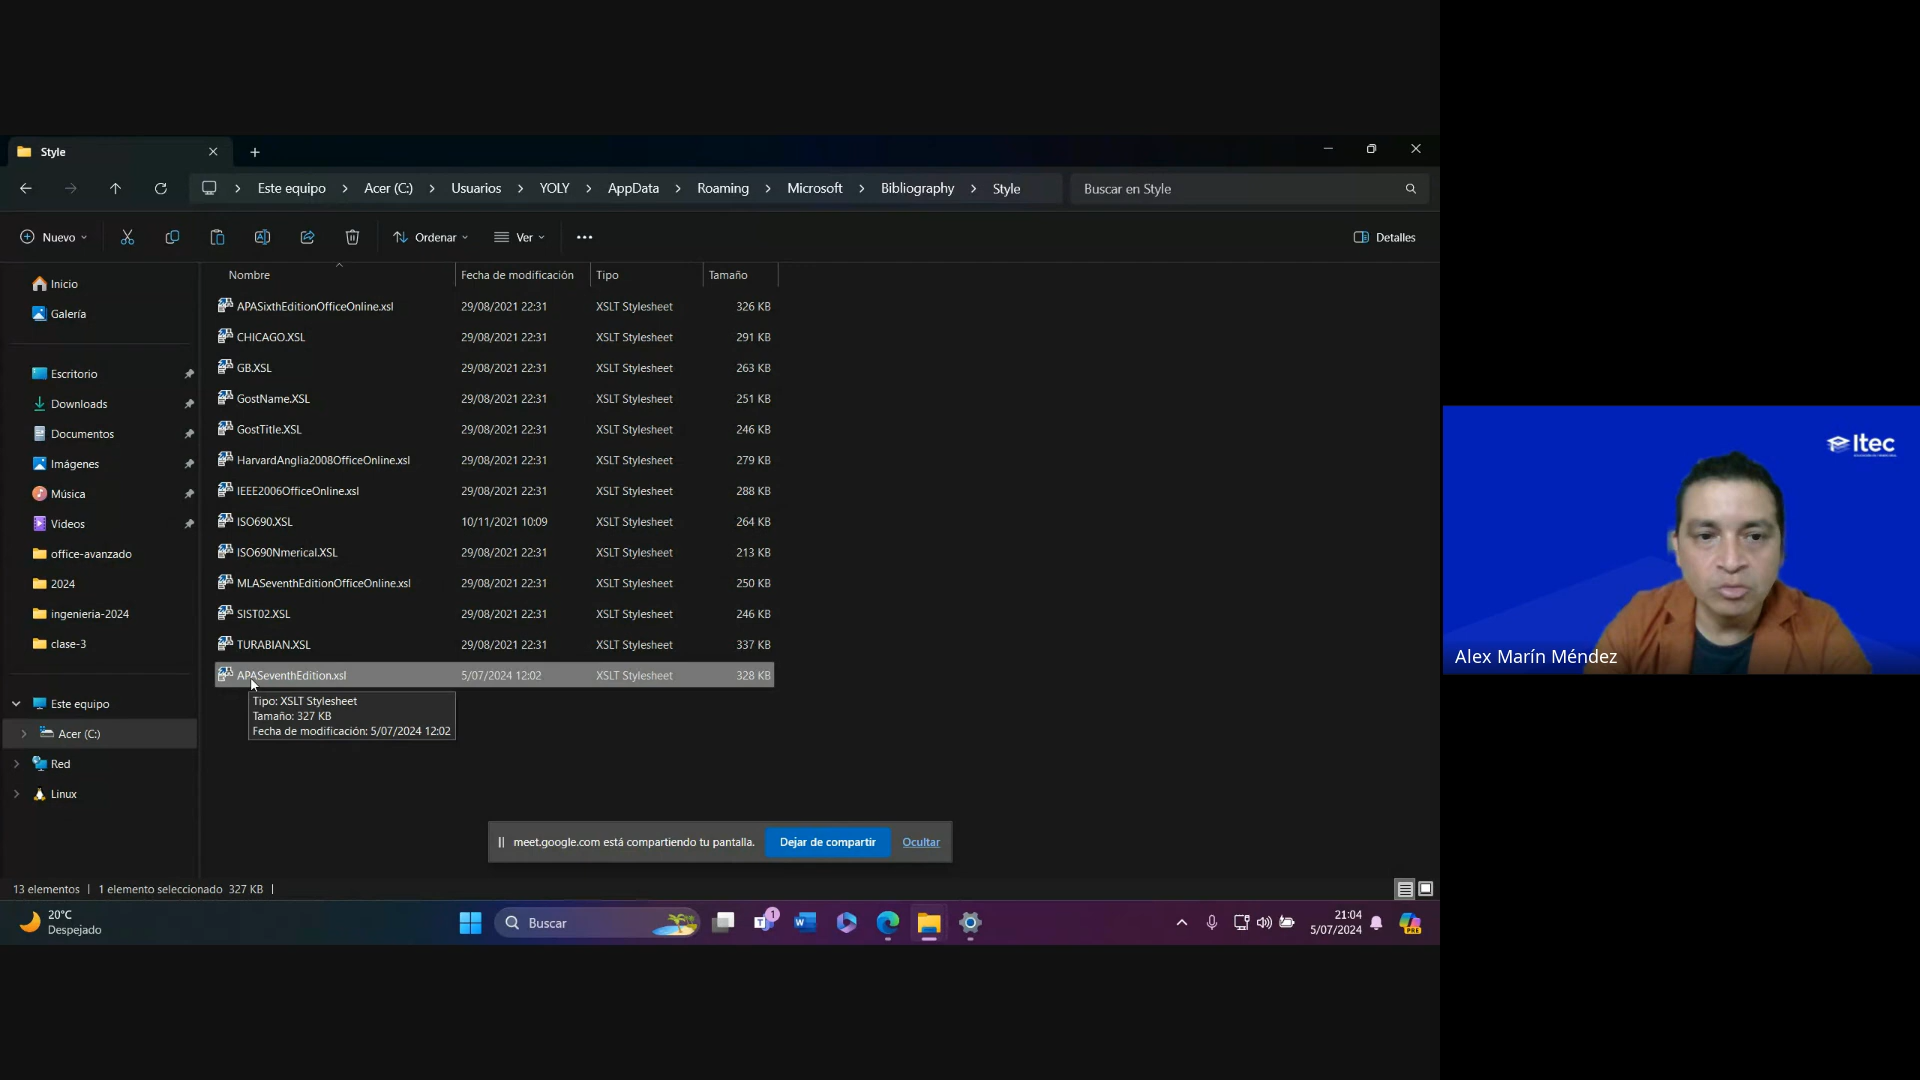 Style
Este equipo > Acer (C:) > Usuarios > YOLY > AppData > Roaming > Microsoft > Bibliography > Style
Buscar en Style
Nuevo
Ordenar
Ver
Detalles
Inicio
Galería
Escritorio
Downloads
Documentos
Imágenes
Música
Videos
office-avanzado
2024
ingenieria-2024
clase-3
Este equipo
Acer (C:)
Red
Linux
Nombre Fecha de modificación Tipo Tamaño
APASixthEditionOfficeOnline.xsl 29/08/2021 22:31 XSLT Stylesheet 326 KB
CHICAGO.XSL 29/08/2021 22:31 XSLT Stylesheet 291 KB
GB.XSL 29/08/2021 22:31 XSLT Stylesheet 263 KB
GostName.XSL 29/08/2021 22:31 XSLT Stylesheet 251 KB
GostTitle.XSL 29/08/2021 22:31 XSLT Stylesheet 246 KB
HarvardAnglia2008OfficeOnline.xsl 29/08/2021 22:31 XSLT Stylesheet 279 KB
IEEE2006OfficeOnline.xsl 29/08/2021 22:31 XSLT Stylesheet 288 KB
ISO690.XSL 10/11/2021 10:09 XSLT Stylesheet 264 KB
ISO690Nmerical.XSL 29/08/2021 22:31 XSLT Stylesheet 213 KB
MLASeventhEditionOfficeOnline.xsl 29/08/2021 22:31 XSLT Stylesheet 250 KB
SIST02.XSL 29/08/2021 22:31 XSLT Stylesheet 246 KB
TURABIAN.XSL 29/08/2021 22:31 XSLT Stylesheet 337 KB
APASeventhEdition.xsl 5/07/2024 12:02 XSLT Stylesheet 328 KB
Tipo: XSLT Stylesheet
Tamaño: 327 KB
Fecha de modificación: 5/07/2024 12:02
meet.google.com está compartiendo tu pantalla. Dejar de compartir Ocultar
13 elementos | 1 elemento seleccionado 327 KB |
20°C
Despejado
Buscar
1
21:04
5/07/2024
PRE
Itec
Alex Marín Méndez